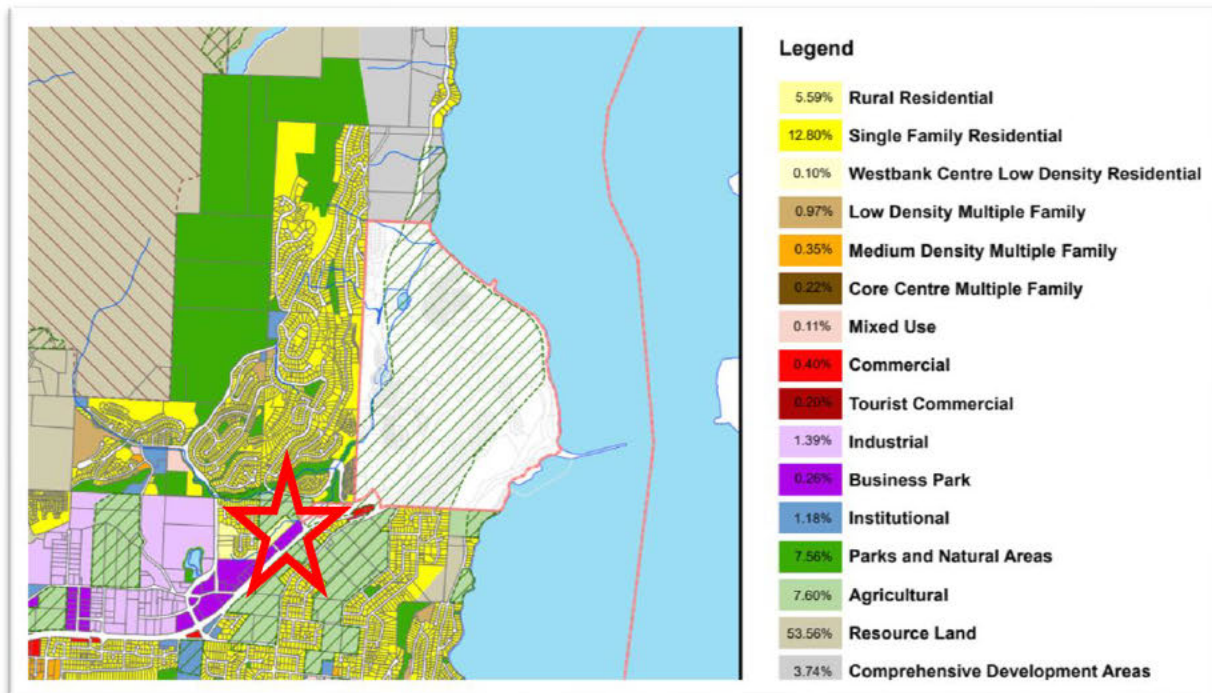 Legend
5.59% Rural Residential
12.80% Single Family Residential
0.10% Westbank Centre Low Density Residential
0.97% Low Density Multiple Family
0.35% Medium Density Multiple Family
0.22% Core Centre Multiple Family
0.11% Mixed Use
0.40% Commercial
0.20% Tourist Commercial
1.39% Industrial
0.26% Business Park
1.18% Institutional
7.56% Parks and Natural Areas
7.60% Agricultural
53.56% Resource Land
3.74% Comprehensive Development Areas